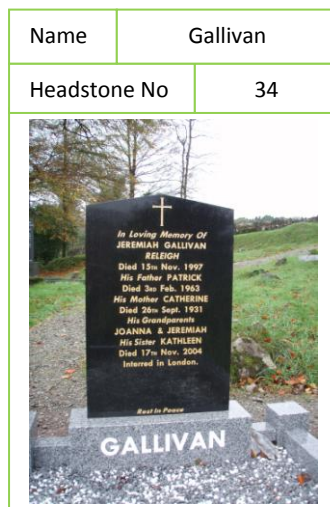 Name Gallivan
Headstone No 34
In Loving Memory Of
JEREMIAH GALLIVAN
RELEIGH
Died 15TH Nov. 1997
His Father PATRICK
Died 3RD Feb. 1963
His Mother CATHERINE
Died 26TH Sept. 1931
His Grandparents
JOANNA & JEREMIAH
His Sister KATHLEEN
Died 17TH Nov. 2004
Interred in London.
Rest in Peace
GALLIVAN